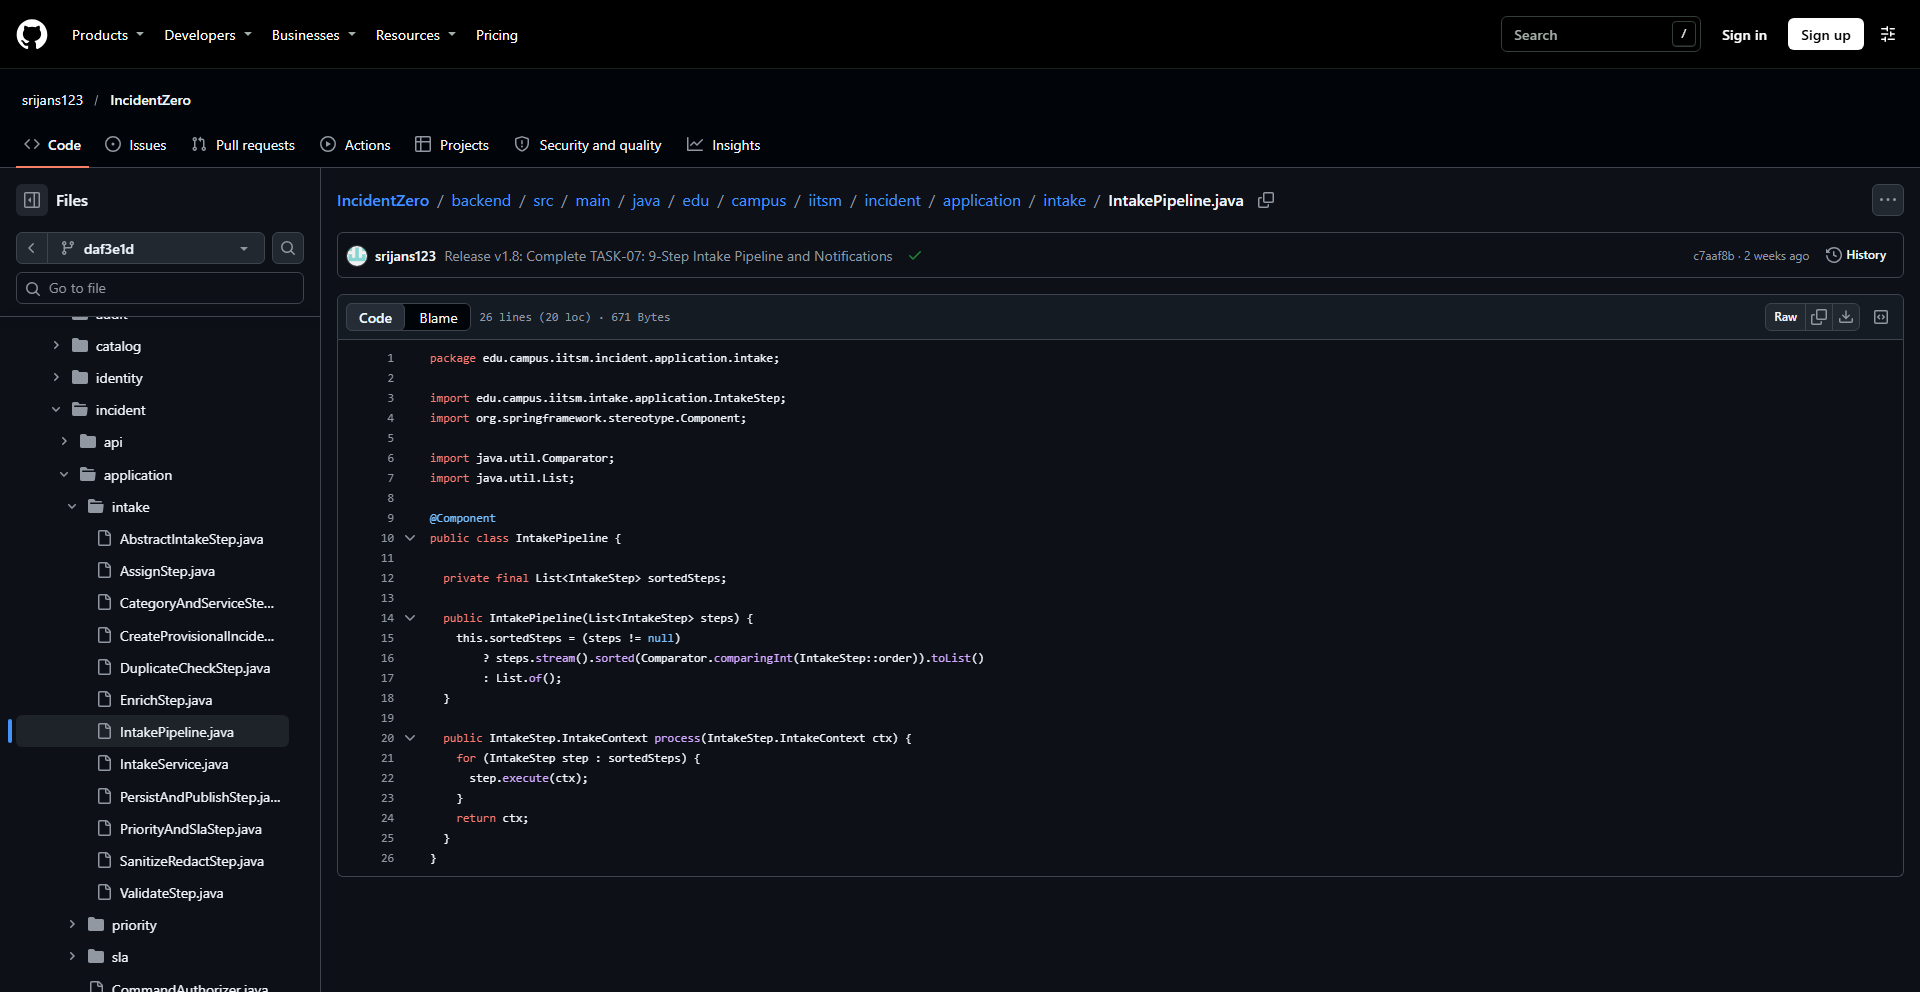 Products Developers Businesses Resources Pricing Search / Sign in Sign up
srijans123 / IncidentZero
Code Issues Pull requests Actions Projects Security and quality Insights
Files
daf3e1d
Go to file
audit
catalog
identity
incident
api
application
intake
AbstractIntakeStep.java
AssignStep.java
CategoryAndServiceSte...
CreateProvisionalIncide...
DuplicateCheckStep.java
EnrichStep.java
IntakePipeline.java
IntakeService.java
PersistAndPublishStep.ja...
PriorityAndSlaStep.java
SanitizeRedactStep.java
ValidateStep.java
priority
sla
CommandAuthorizer.java
IncidentZero / backend / src / main / java / edu / campus / iitsm / incident / application / intake / IntakePipeline.java
srijans123 Release v1.8: Complete TASK-07: 9-Step Intake Pipeline and Notifications c7aaf8b · 2 weeks ago History
Code Blame 26 lines (20 loc) · 671 Bytes Raw
1 package edu.campus.iitsm.incident.application.intake;
2
3 import edu.campus.iitsm.intake.application.IntakeStep;
4 import org.springframework.stereotype.Component;
5
6 import java.util.Comparator;
7 import java.util.List;
8
9 @Component
10 public class IntakePipeline {
11
12 private final List<IntakeStep> sortedSteps;
13
14 public IntakePipeline(List<IntakeStep> steps) {
15 this.sortedSteps = (steps != null)
16 ? steps.stream().sorted(Comparator.comparingInt(IntakeStep::order)).toList()
17 : List.of();
18 }
19
20 public IntakeStep.IntakeContext process(IntakeStep.IntakeContext ctx) {
21 for (IntakeStep step : sortedSteps) {
22 step.execute(ctx);
23 }
24 return ctx;
25 }
26 }